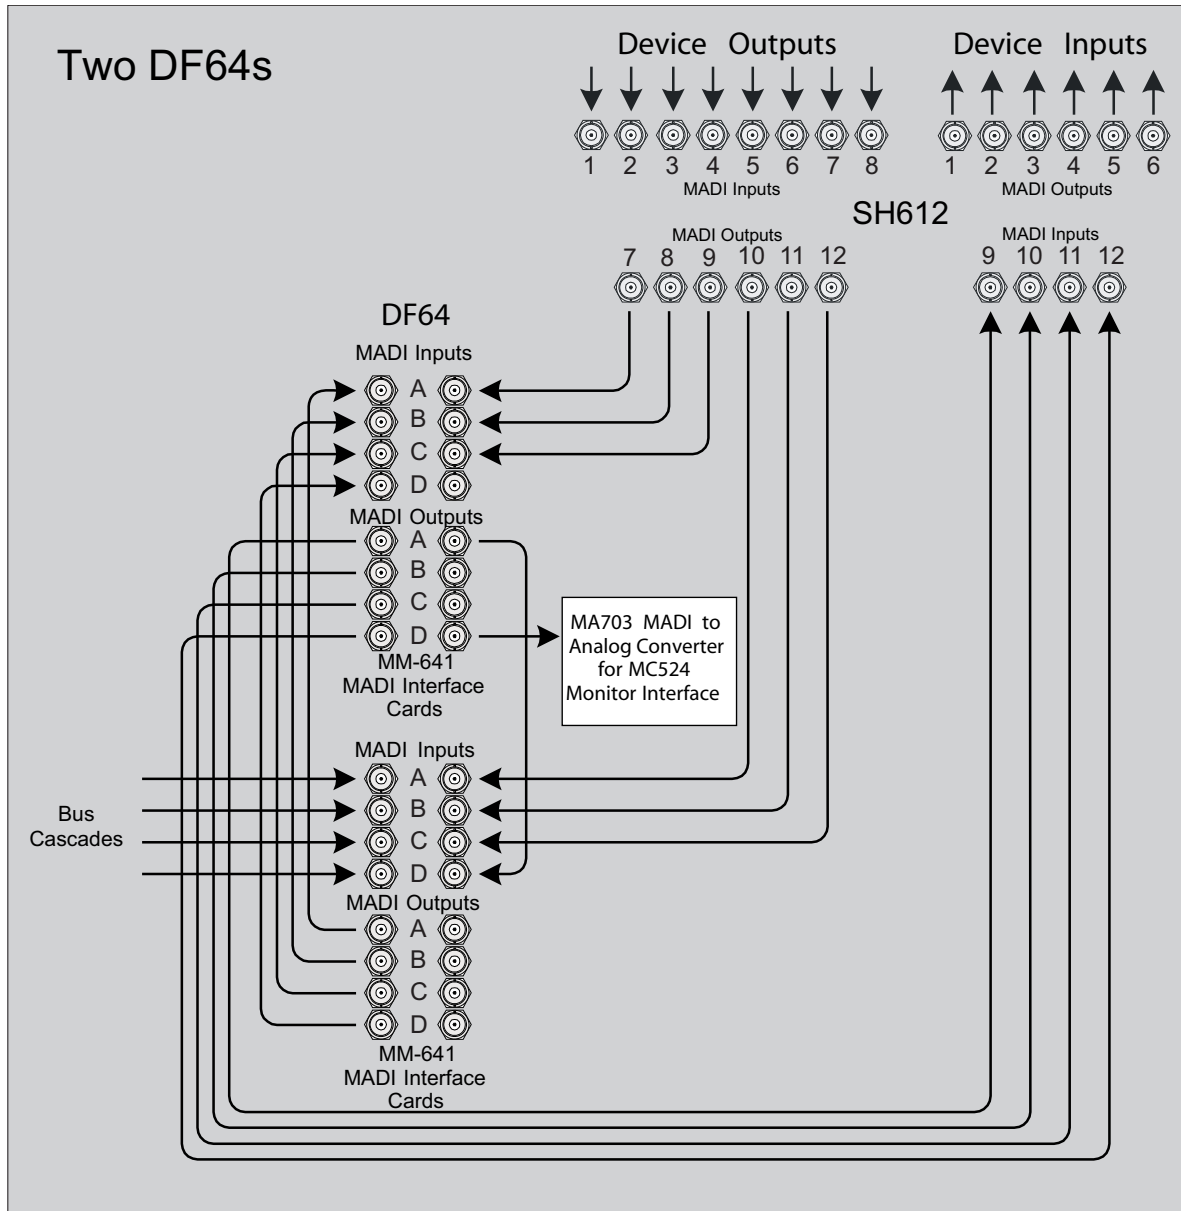 Two DF64s
Device Outputs
Device Inputs
1 2 3 4 5 6 7 8
MADI Inputs
1 2 3 4 5 6
MADI Outputs
SH612
MADI Outputs
7 8 9 10 11 12
MADI Inputs
9 10 11 12
DF64
MADI Inputs
A
B
C
D
MADI Outputs
A
B
C
D
MM-641
MADI Interface
Cards
MA703 MADI to
Analog Converter
for MC524
Monitor Interface
MADI Inputs
A
B
C
D
Bus
Cascades
MADI Outputs
A
B
C
D
MM-641
MADI Interface
Cards